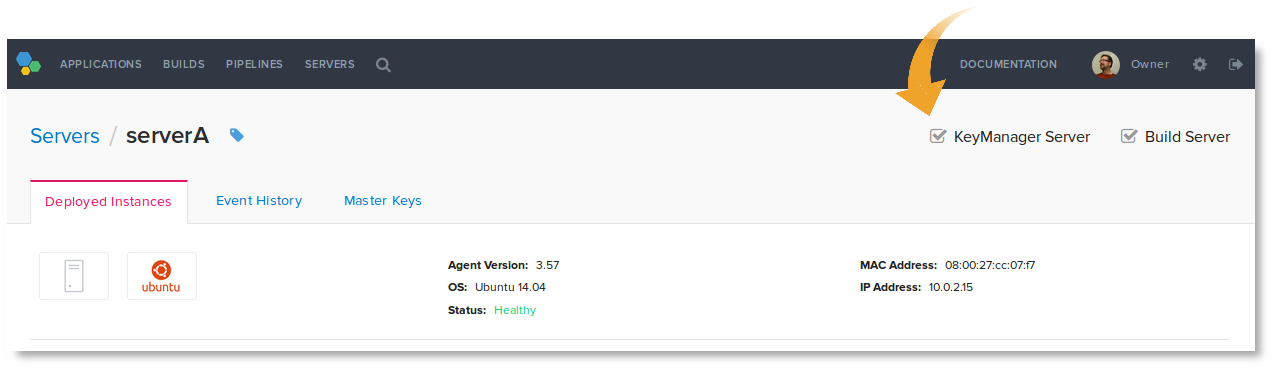 APPLICATIONS BUILDS PIPELINES SERVERS DOCUMENTATION Owner
Servers / serverA KeyManager Server Build Server
Deployed Instances Event History Master Keys
ubuntu
Agent Version: 3.57
OS: Ubuntu 14.04
Status: Healthy
MAC Address: 08:00:27:cc:07:f7
IP Address: 10.0.2.15